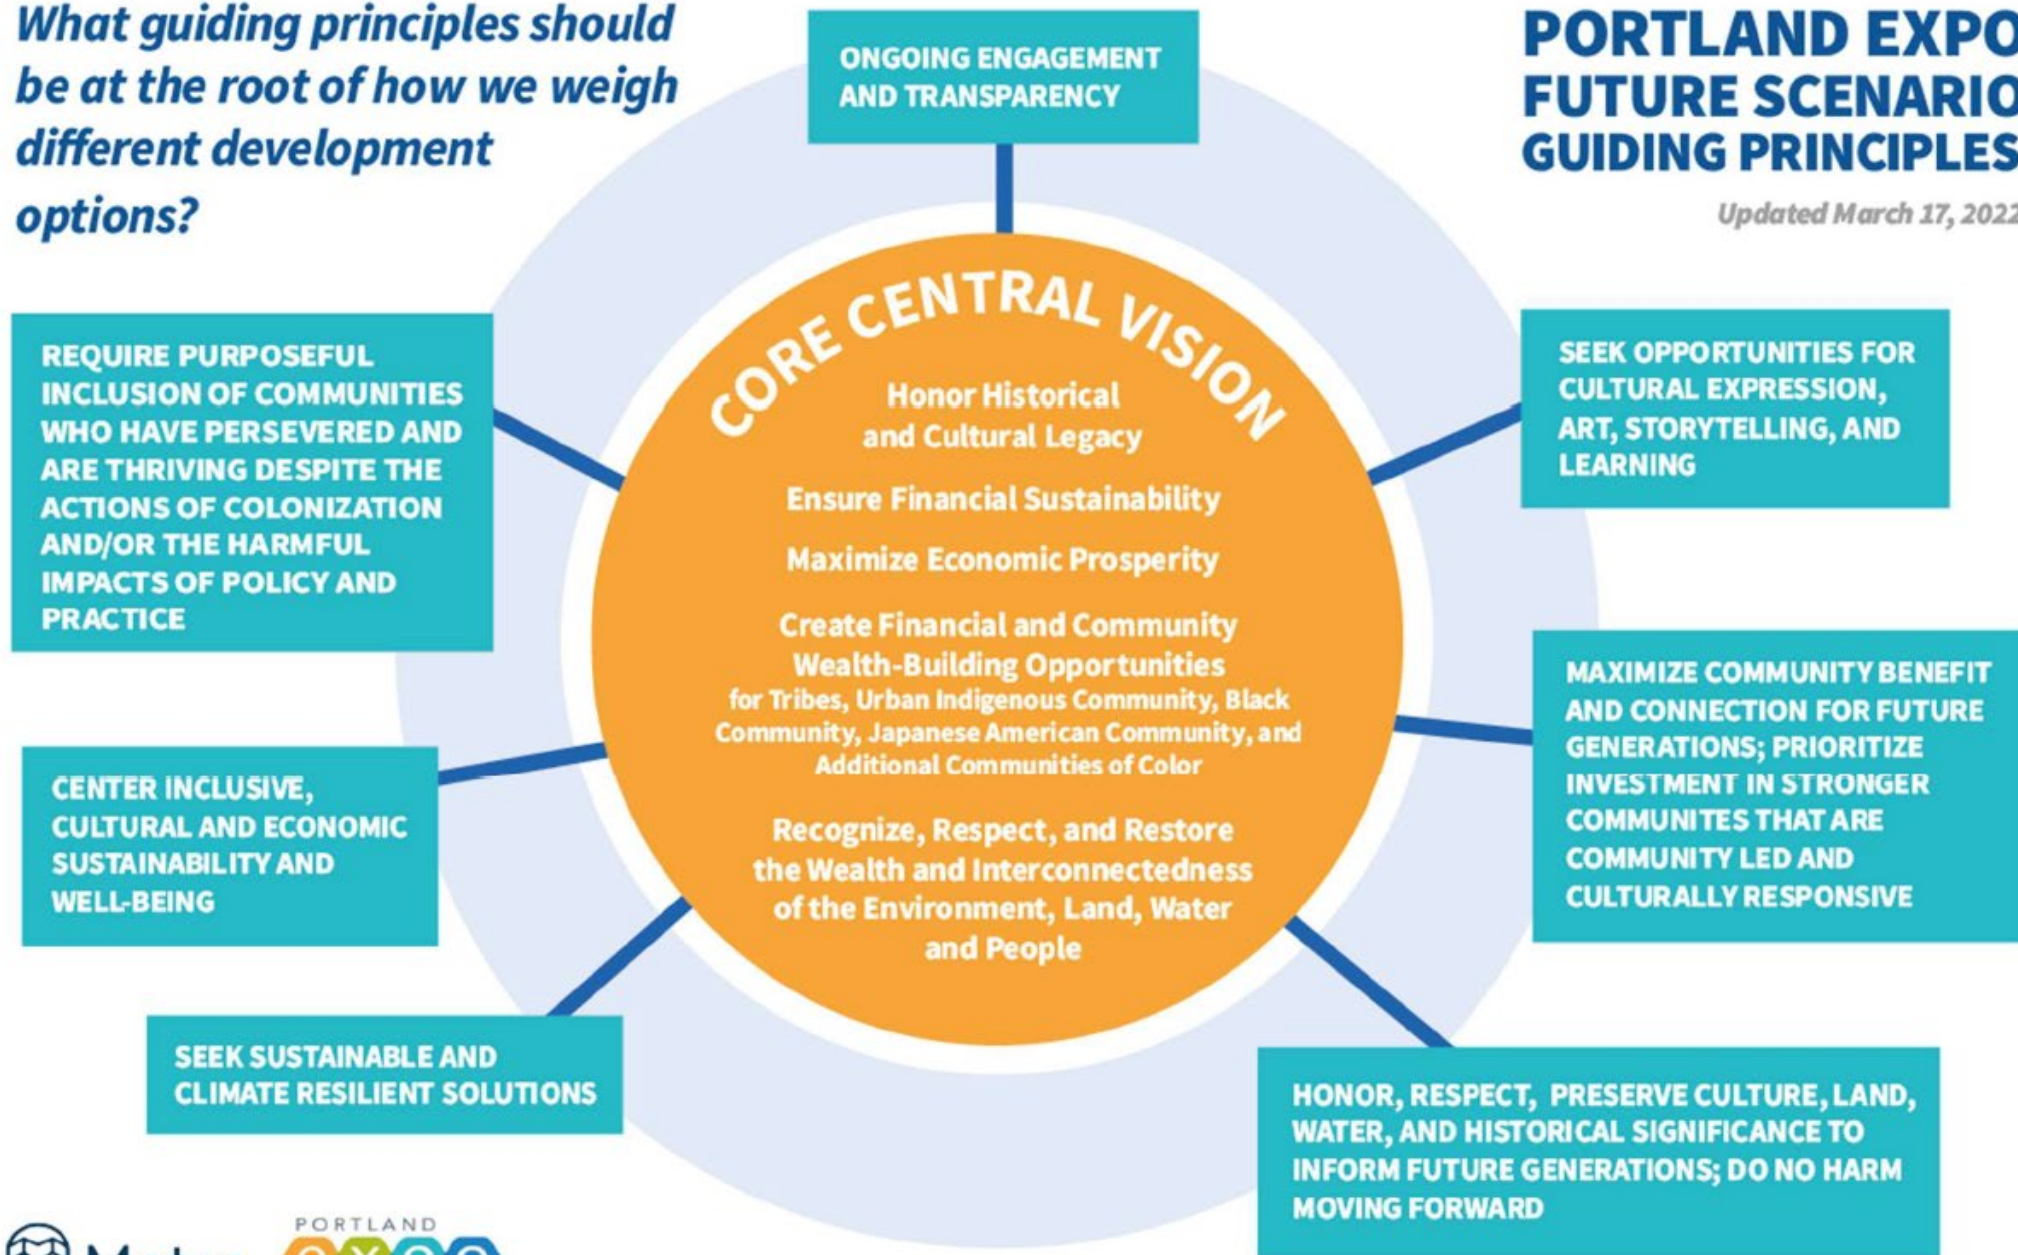 What guiding principles should
be at the root of how we weigh
different development
options?
PORTLAND EXPO
FUTURE SCENARIO
GUIDING PRINCIPLES
Updated March 17, 2022
ONGOING ENGAGEMENT
AND TRANSPARENCY
REQUIRE PURPOSEFUL
INCLUSION OF COMMUNITIES
WHO HAVE PERSEVERED AND
ARE THRIVING DESPITE THE
ACTIONS OF COLONIZATION
AND/OR THE HARMFUL
IMPACTS OF POLICY AND
PRACTICE
CENTER INCLUSIVE,
CULTURAL AND ECONOMIC
SUSTAINABILITY AND
WELL-BEING
SEEK SUSTAINABLE AND
CLIMATE RESILIENT SOLUTIONS
CORE CENTRAL VISION
Honor Historical
and Cultural Legacy
Ensure Financial Sustainability
Maximize Economic Prosperity
Create Financial and Community
Wealth-Building Opportunities
for Tribes, Urban Indigenous Community, Black
Community, Japanese American Community, and
Additional Communities of Color
Recognize, Respect, and Restore
the Wealth and Interconnectedness
of the Environment, Land, Water
and People
SEEK OPPORTUNITIES FOR
CULTURAL EXPRESSION,
ART, STORYTELLING, AND
LEARNING
MAXIMIZE COMMUNITY BENEFIT
AND CONNECTION FOR FUTURE
GENERATIONS; PRIORITIZE
INVESTMENT IN STRONGER
COMMUNITES THAT ARE
COMMUNITY LED AND
CULTURALLY RESPONSIVE
HONOR, RESPECT, PRESERVE CULTURE, LAND,
WATER, AND HISTORICAL SIGNIFICANCE TO
INFORM FUTURE GENERATIONS; DO NO HARM
MOVING FORWARD
PORTLAND